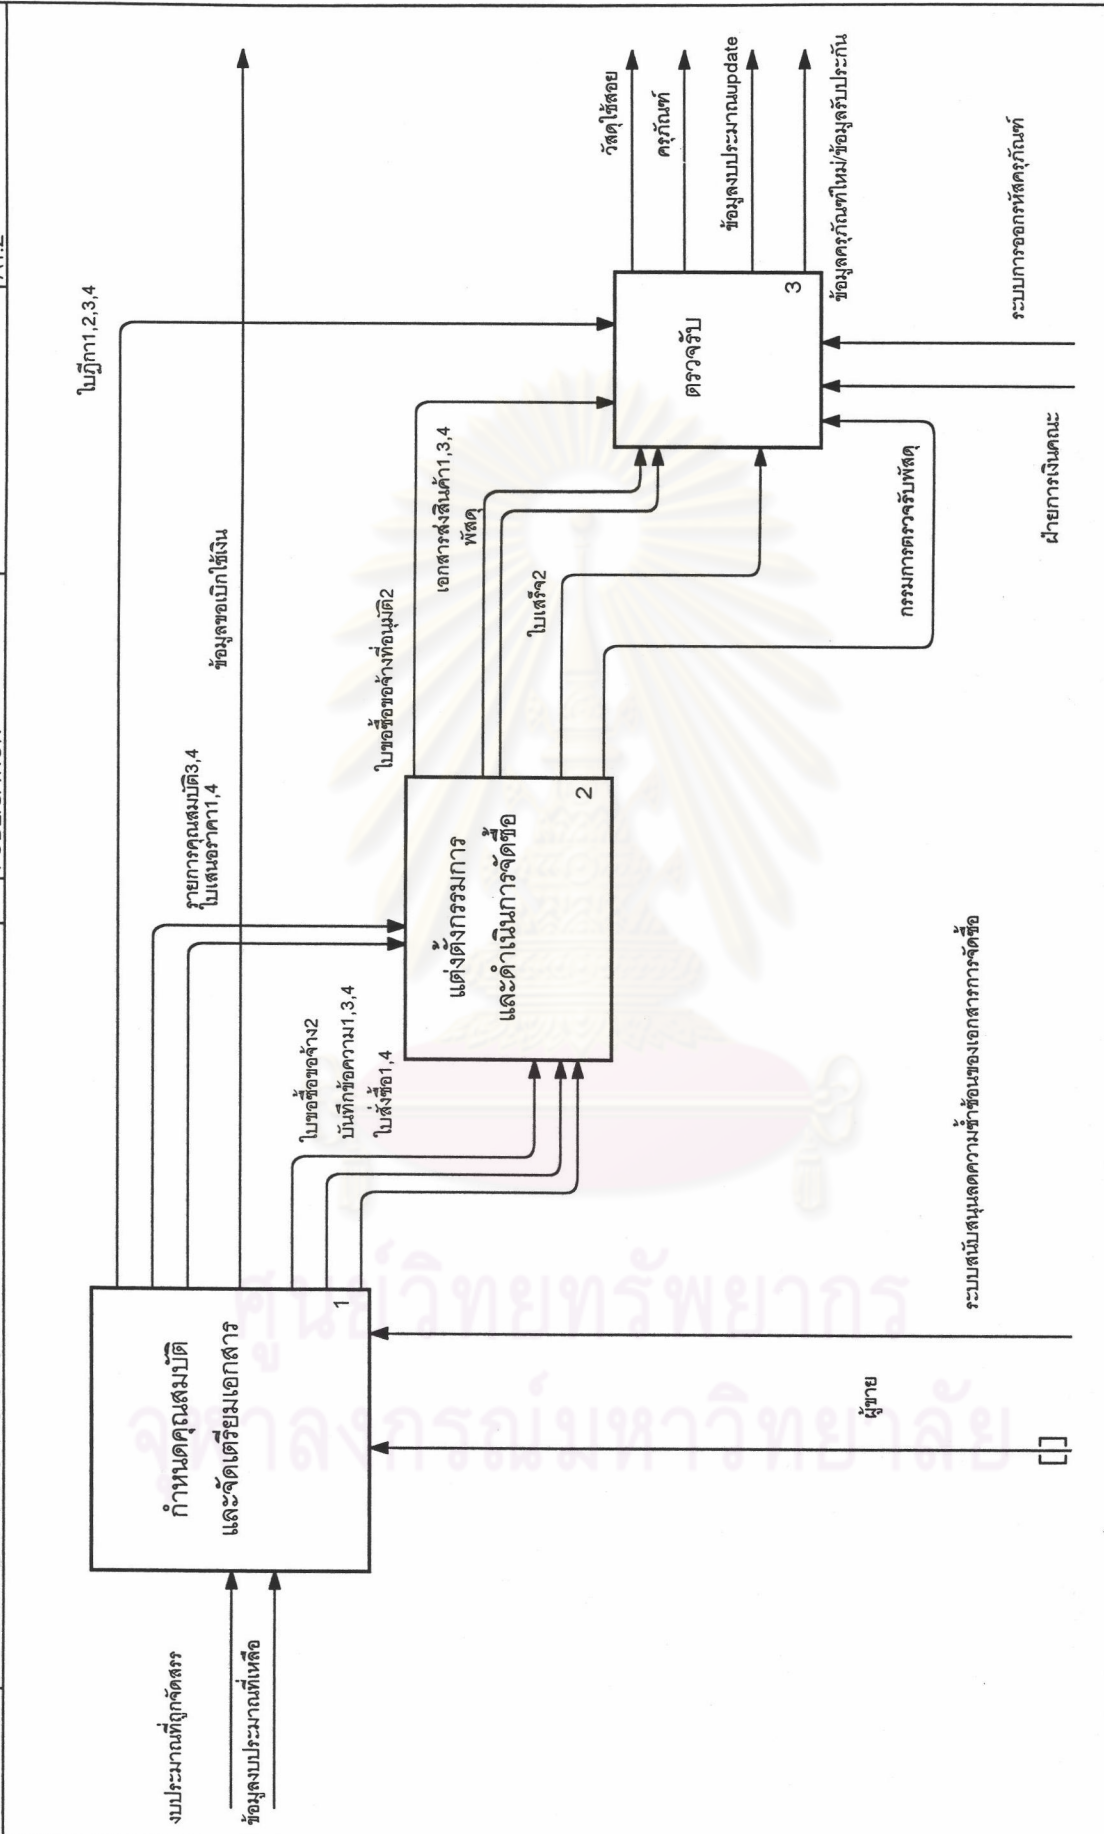 A1.2
งบประมาณที่ถูกจัดสรร
ข้อมูลงบประมาณที่เหลือ
กำหนดคุณสมบัติ
และจัดเตรียมเอกสาร
1
ใบฎีกา1,2,3,4
รายการคุณสมบัติ3,4
ใบเสนอราคา1,4
ข้อมูลขอเบิกใช้เงิน
ใบขอซื้อขอจ้าง2
บันทึกข้อความ1,3,4
ใบสั่งซื้อ1,4
แต่งตั้งกรรมการ
และดำเนินการจัดซื้อ
2
ใบขอซื้อขอจ้างที่อนุมัติ2
เอกสารส่งสินค้า1,3,4
พัสดุ
ใบเสร็จ2
กรรมการตรวจรับพัสดุ
ตรวจรับ
3
วัสดุใช้สอย
ครุภัณฑ์
ข้อมูลงบประมาณupdate
ข้อมูลครุภัณฑ์ใหม่/ข้อมูลรับประกัน
ผู้ขาย
ระบบสนับสนุนลดความซ้ำซ้อนของเอกสารการจัดซื้อ
ฝ่ายการเงินคณะ
ระบบการออกรหัสครุภัณฑ์
ศูนย์วิทยทรัพยากร
จุฬาลงกรณ์มหาวิทยาลัย